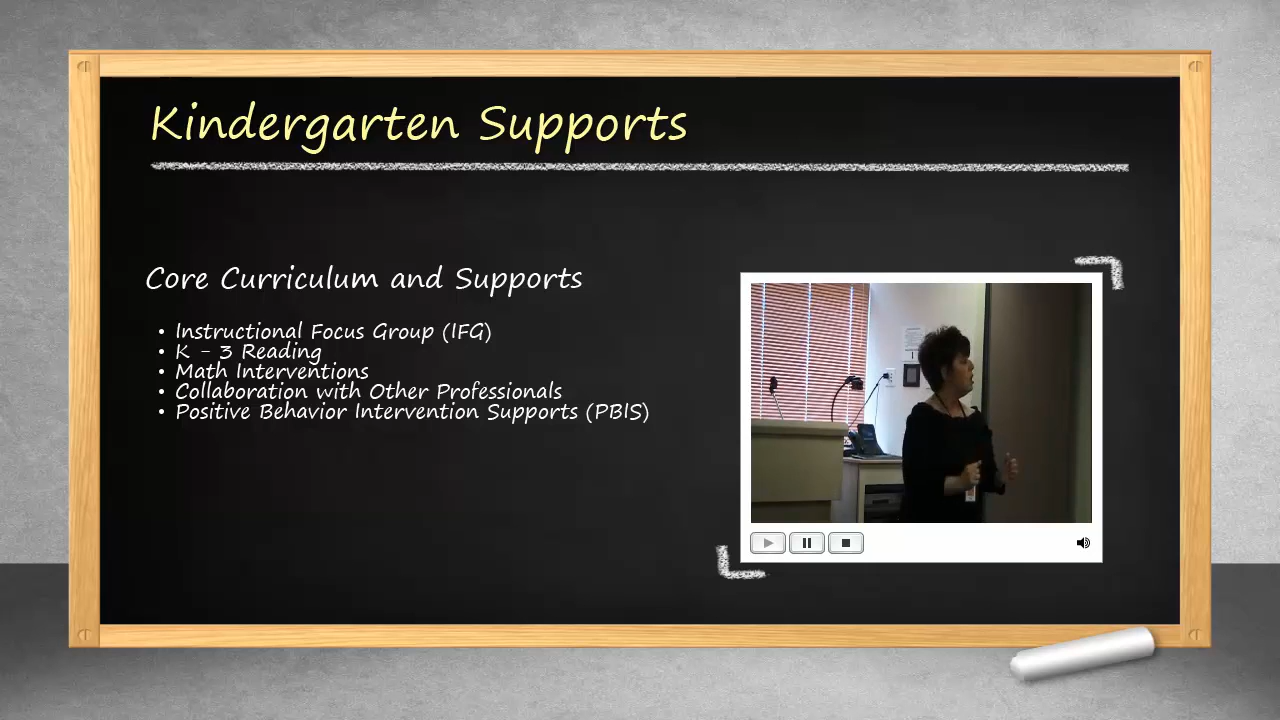 Kindergarten Supports
Core Curriculum and Supports
• Instructional Focus Group (IFG)
• K - 3 Reading
• Math Interventions
• Collaboration with Other Professionals
• Positive Behavior Intervention Supports (PBIS)